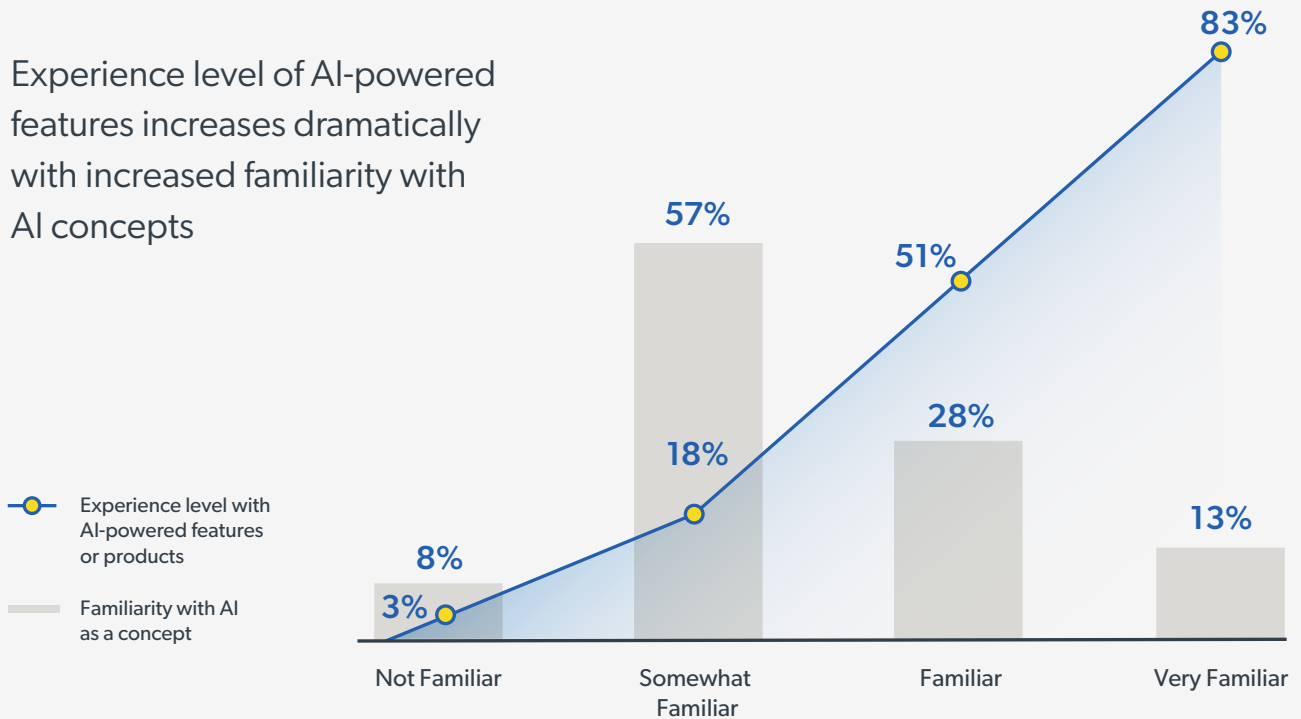 Experience level of AI-powered
features increases dramatically
with increased familiarity with
AI concepts
83%
57%
51%
18%
28%
13%
8%
3%
Experience level with
AI-powered features
or products
Familiarity with AI
as a concept
Not Familiar
Somewhat
Familiar
Familiar
Very Familiar